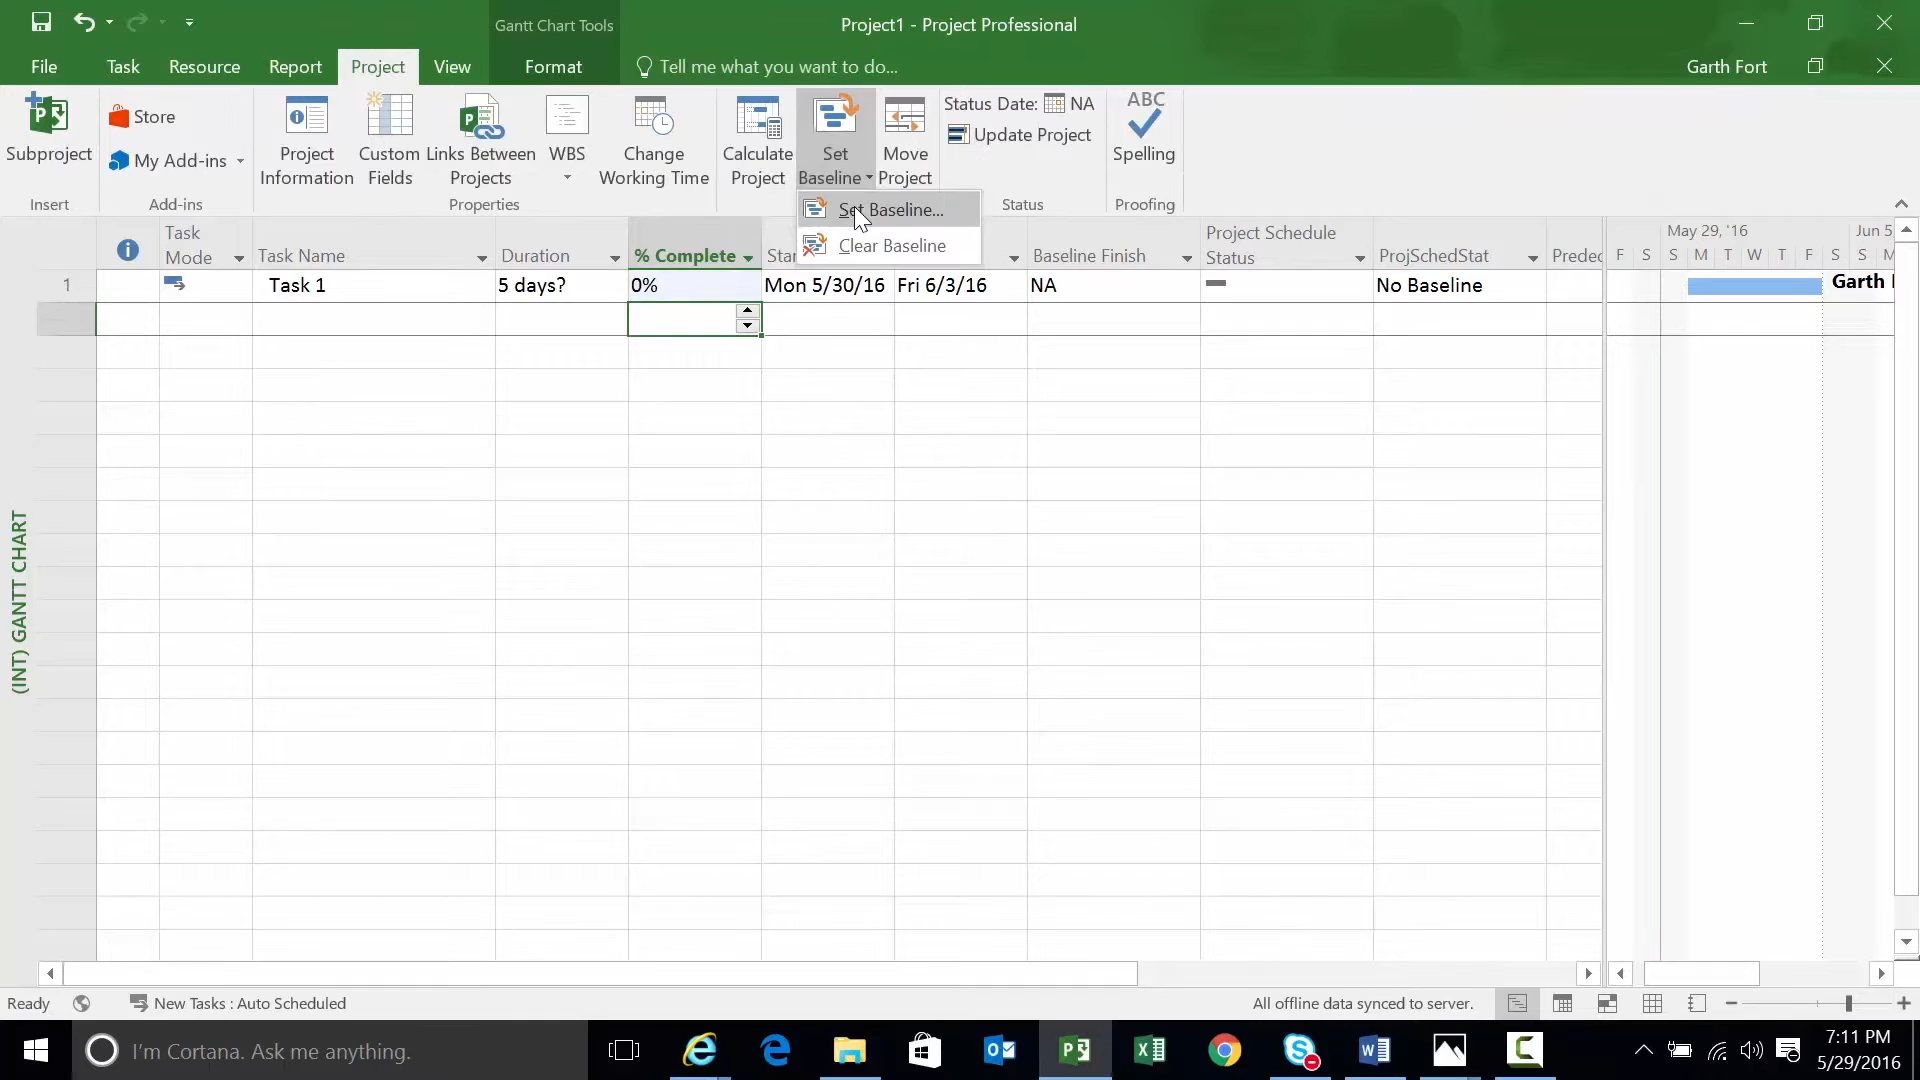 Gantt Chart Tools
Project1 - Project Professional
File
Task
Resource
Report
Project
View
Format
Tell me what you want to do...
Garth Fort
Subproject
Store
My Add-ins
Project
Information
Custom
Fields
Links Between
Projects
WBS
Change
Working Time
Calculate
Project
Set
Baseline
Move
Project
Status Date: NA
Update Project
ABC
Spelling
Insert
Add-ins
Properties
Status
Proofing
Set Baseline...
Clear Baseline
Task
Mode
Task Name
Duration
% Complete
Baseline Finish
Project Schedule
Status
ProjSchedStat
May 29, '16
Jun 5
F S S M T W T F S S M
1
Task 1
5 days?
0%
Mon 5/30/16
Fri 6/3/16
NA
No Baseline
Garth
(INT) GANTT CHART
Ready
New Tasks : Auto Scheduled
All offline data synced to server.
I'm Cortana. Ask me anything.
7:11 PM
5/29/2016